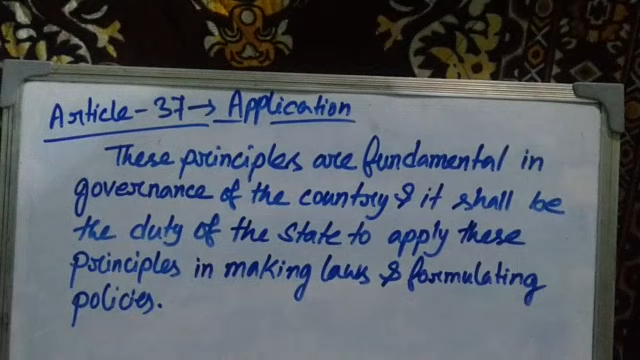 Article-37→ Application
These principles are fundamental in
governance of the country & it shall be
the duty of the State to apply these
principles in making laws & formulating
policies.